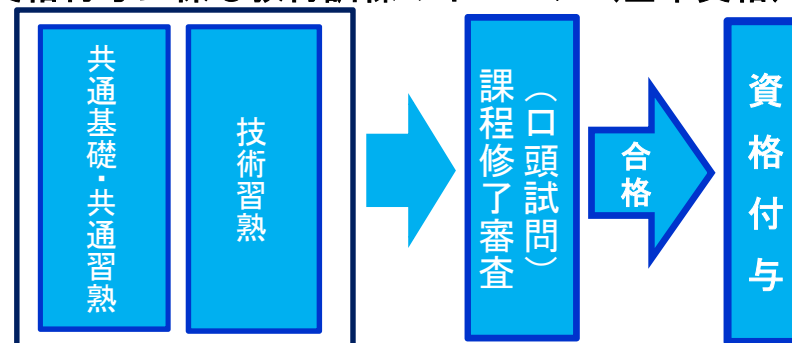 共通基礎・共通習熟
技術習熟
課程修了審査
（口頭試問）
合格
資格付与